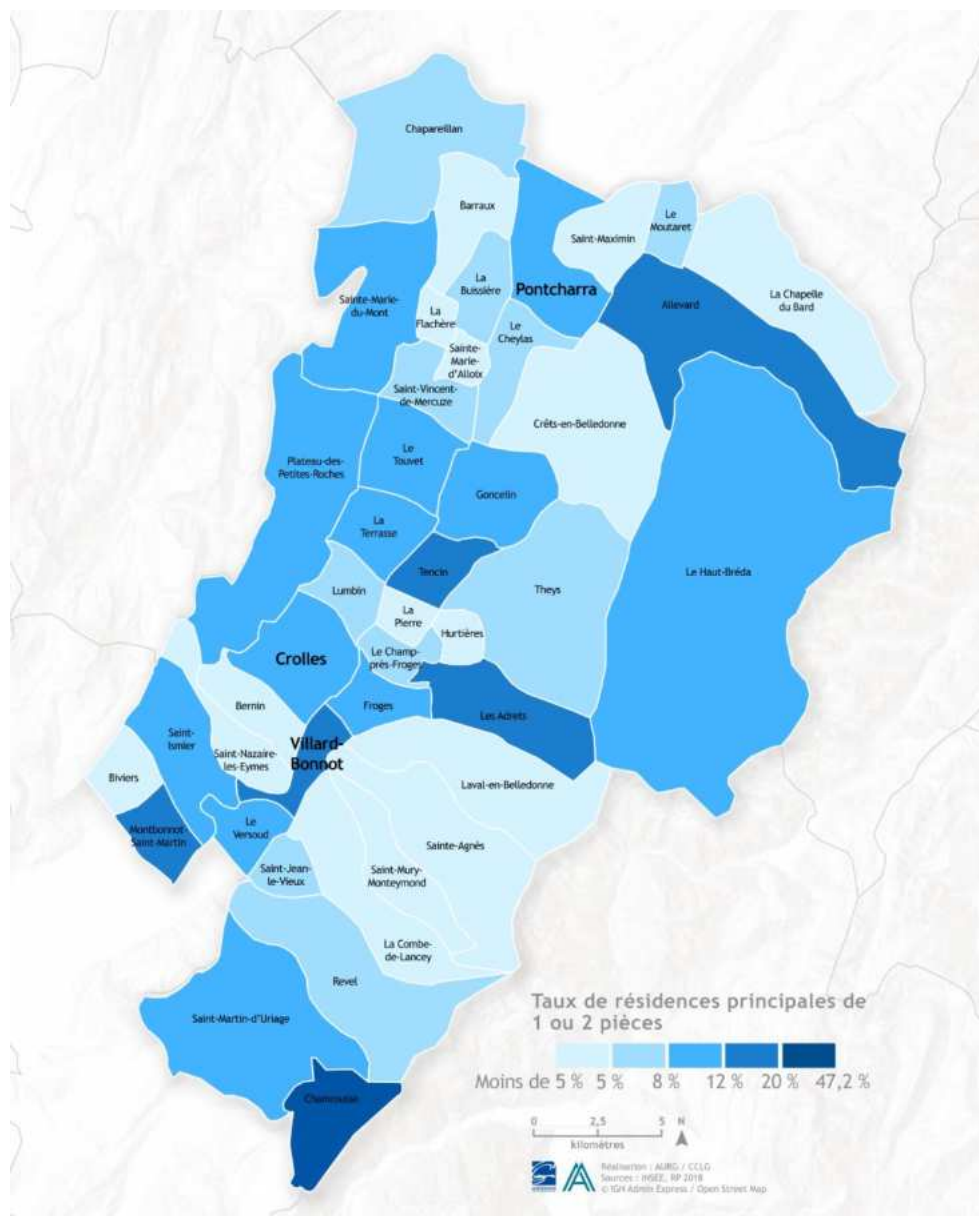 Chapareillan
Barraux
Le
Moutaret
Saint-Maximin
La
Buissière
Pontcharra
La Chapelle
du Bard
Allevard
Sainte-Marie-
du-Mont
La
Flachère
Le
Cheylas
Sainte-
Marie-
d'Alloix
Saint-Vincent-
de-Mercuze
Crêts-en-Belledonne
Le
Touvet
Plateau-des-
Petites-Roches
Goncelin
La
Terrasse
Tencin
Le Haut-Bréda
Lumbin
Theys
La
Pierre
Hurtières
Crolles
Le Champ-
près-Froges
Bernin
Froges
Les Adrets
Saint-
Ismier
Villard-
Bonnot
Saint-Nazaire-
les-Eymes
Biviers
Laval-en-Belledonne
Le
Versoud
Montbonnot-
Saint-Martin
Sainte-Agnès
Saint-Jean-
le-Vieux
Saint-Mury-
Monteymond
La Combe-
de-Lancey
Revel
Saint-Martin-d'Uriage
Chamrousse
Taux de résidences principales de
1 ou 2 pièces
Moins de 5 % 5 % 8 % 12 % 20 % 47,2 %
0 2,5 5 N
kilomètres
Réalisation : AURG / CCLG
Sources : INSEE, RP 2018
© IGN Admin Express / Open Street Map